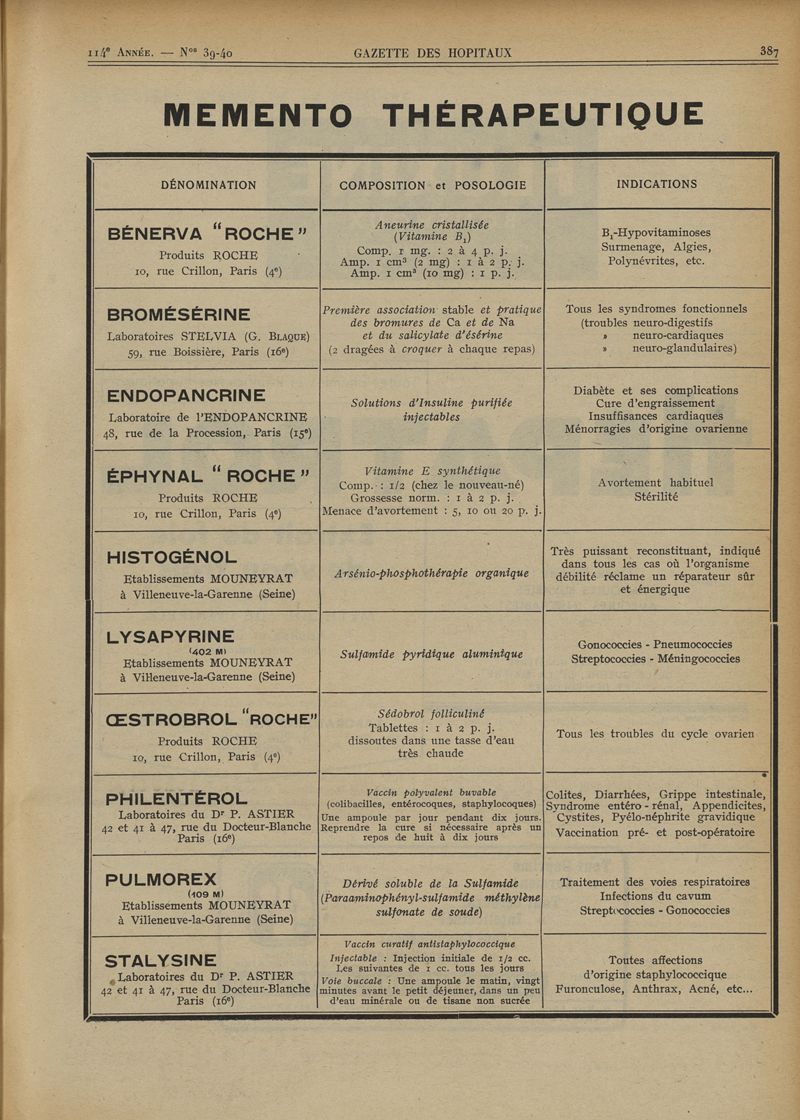 114e Année. — Nos 39-40 GAZETTE DES HOPITAUX 387
MEMENTO THÉRAPEUTIQUE
DÉNOMINATION
COMPOSITION et POSOLOGIE
INDICATIONS
BÉNERVA "ROCHE"
Produits ROCHE
10, rue Crillon, Paris (4e)
Aneurine cristallisée
(Vitamine B1)
Comp. 1 mg. : 2 à 4 p. j.
Amp. 1 cm3 (2 mg) : 1 à 2 p. j.
Amp. 1 cm3 (10 mg) : 1 p. j.
B1-Hypovitaminoses
Surmenage, Algies,
Polynévrites, etc.
BROMÉSÉRINE
Laboratoires STELVIA (G. Blaque)
59, rue Boissière, Paris (16e)
Première association stable et pratique
des bromures de Ca et de Na
et du salicylate d'ésérine
(2 dragées à croquer à chaque repas)
Tous les syndromes fonctionnels
(troubles neuro-digestifs
» neuro-cardiaques
» neuro-glandulaires)
ENDOPANCRINE
Laboratoire de l'ENDOPANCRINE
48, rue de la Procession, Paris (15e)
Solutions d'Insuline purifiée
injectables
Diabète et ses complications
Cure d'engraissement
Insuffisances cardiaques
Ménorragies d'origine ovarienne
ÉPHYNAL "ROCHE"
Produits ROCHE
10, rue Crillon, Paris (4e)
Vitamine E synthétique
Comp. : 1/2 (chez le nouveau-né)
Grossesse norm. : 1 à 2 p. j.
Menace d'avortement : 5, 10 ou 20 p. j.
Avortement habituel
Stérilité
HISTOGÉNOL
Etablissements MOUNEYRAT
à Villeneuve-la-Garenne (Seine)
Arsénio-phosphothérapie organique
Très puissant reconstituant, indiqué
dans tous les cas où l'organisme
débilité réclame un réparateur sûr
et énergique
LYSAPYRINE
(402 M)
Etablissements MOUNEYRAT
à Villeneuve-la-Garenne (Seine)
Sulfamide pyridique aluminique
Gonococcies - Pneumococcies
Streptococcies - Méningococcies
ŒSTROBROL "ROCHE"
Produits ROCHE
10, rue Crillon, Paris (4e)
Sédobrol folliculiné
Tablettes : 1 à 2 p. j.
dissoutes dans une tasse d'eau
très chaude
Tous les troubles du cycle ovarien
PHILENTÉROL
Laboratoires du Dr P. ASTIER
42 et 41 à 47, rue du Docteur-Blanche
Paris (16e)
Vaccin polyvalent buvable
(colibacilles, entérocoques, staphylocoques)
Une ampoule par jour pendant dix jours.
Reprendre la cure si nécessaire après un
repos de huit à dix jours
Colites, Diarrhées, Grippe intestinale,
Syndrome entéro-rénal, Appendicites,
Cystites, Pyélo-néphrite gravidique
Vaccination pré- et post-opératoire
PULMOREX
(109 M)
Etablissements MOUNEYRAT
à Villeneuve-la-Garenne (Seine)
Dérivé soluble de la Sulfamide
(Paraaminophényl-sulfamide méthylène
sulfonate de soude)
Traitement des voies respiratoires
Infections du cavum
Streptococcies - Gonococcies
STALYSINE
Laboratoires du Dr P. ASTIER
42 et 41 à 47, rue du Docteur-Blanche
Paris (16e)
Vaccin curatif antistaphylococcique
Injectable : Injection initiale de 1/2 cc.
Les suivantes de 1 cc. tous les jours
Voie buccale : Une ampoule le matin, vingt
minutes avant le petit déjeuner, dans un peu
d'eau minérale ou de tisane non sucrée
Toutes affections
d'origine staphylococcique
Furonculose, Anthrax, Acné, etc...